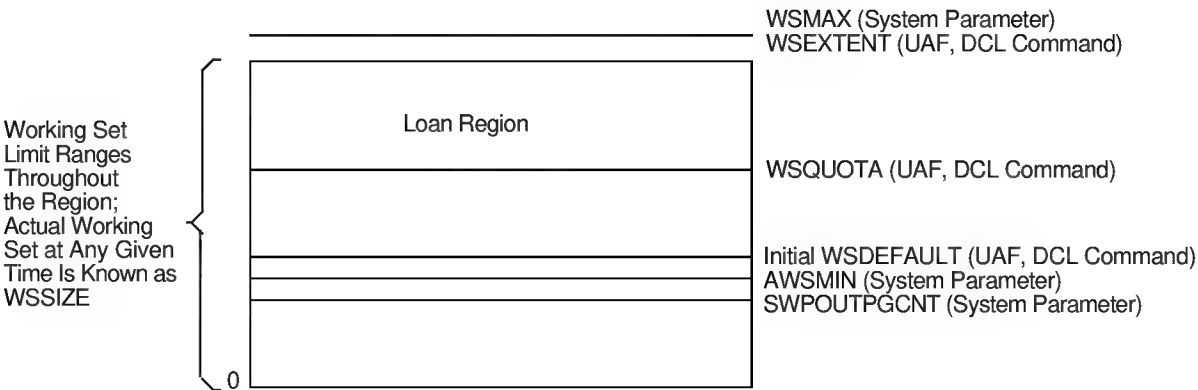 WSMAX (System Parameter)
WSEXTENT (UAF, DCL Command)
Working Set
Limit Ranges
Throughout
the Region;
Actual Working
Set at Any Given
Time Is Known as
WSSIZE
Loan Region
WSQUOTA (UAF, DCL Command)
Initial WSDEFAULT (UAF, DCL Command)
AWSMIN (System Parameter)
SWPOUTPGCNT (System Parameter)
0